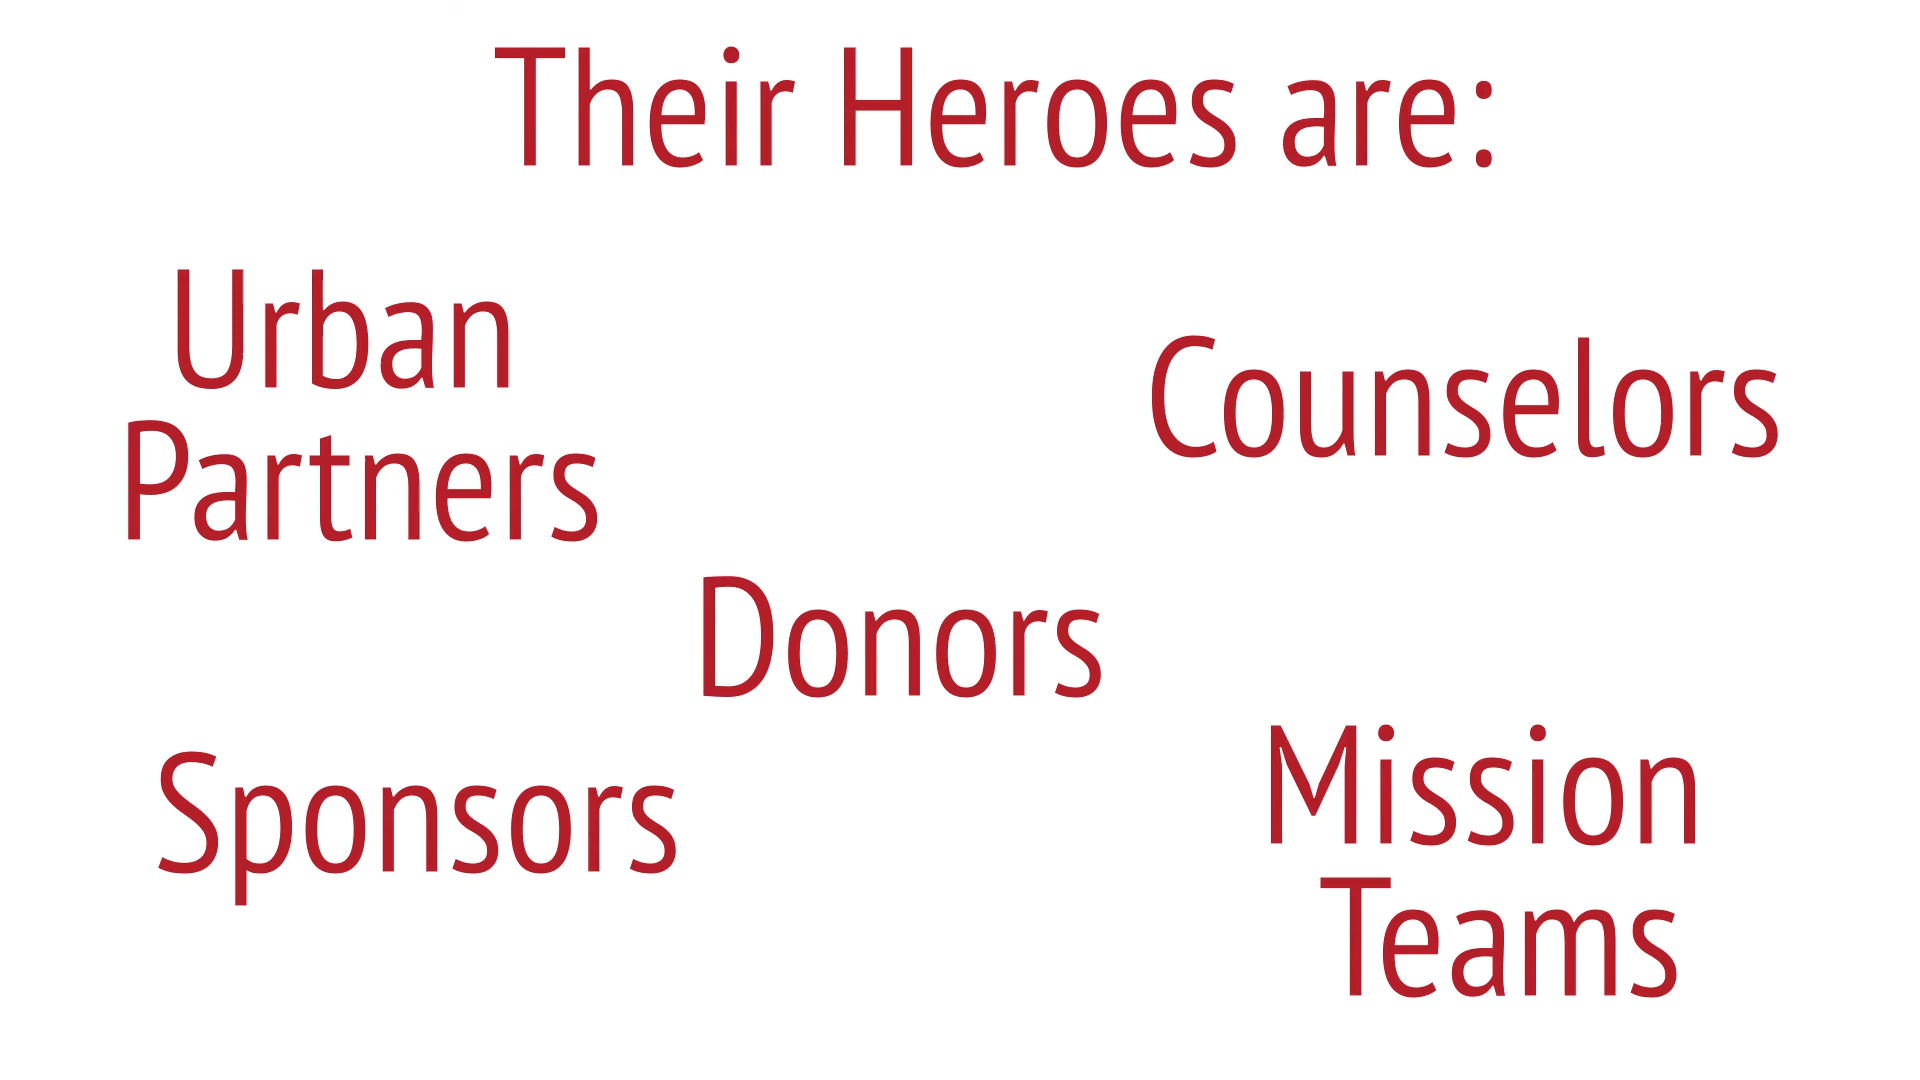 Their Heroes are:
Urban
Partners
Counselors
Donors
Sponsors
Mission
Teams